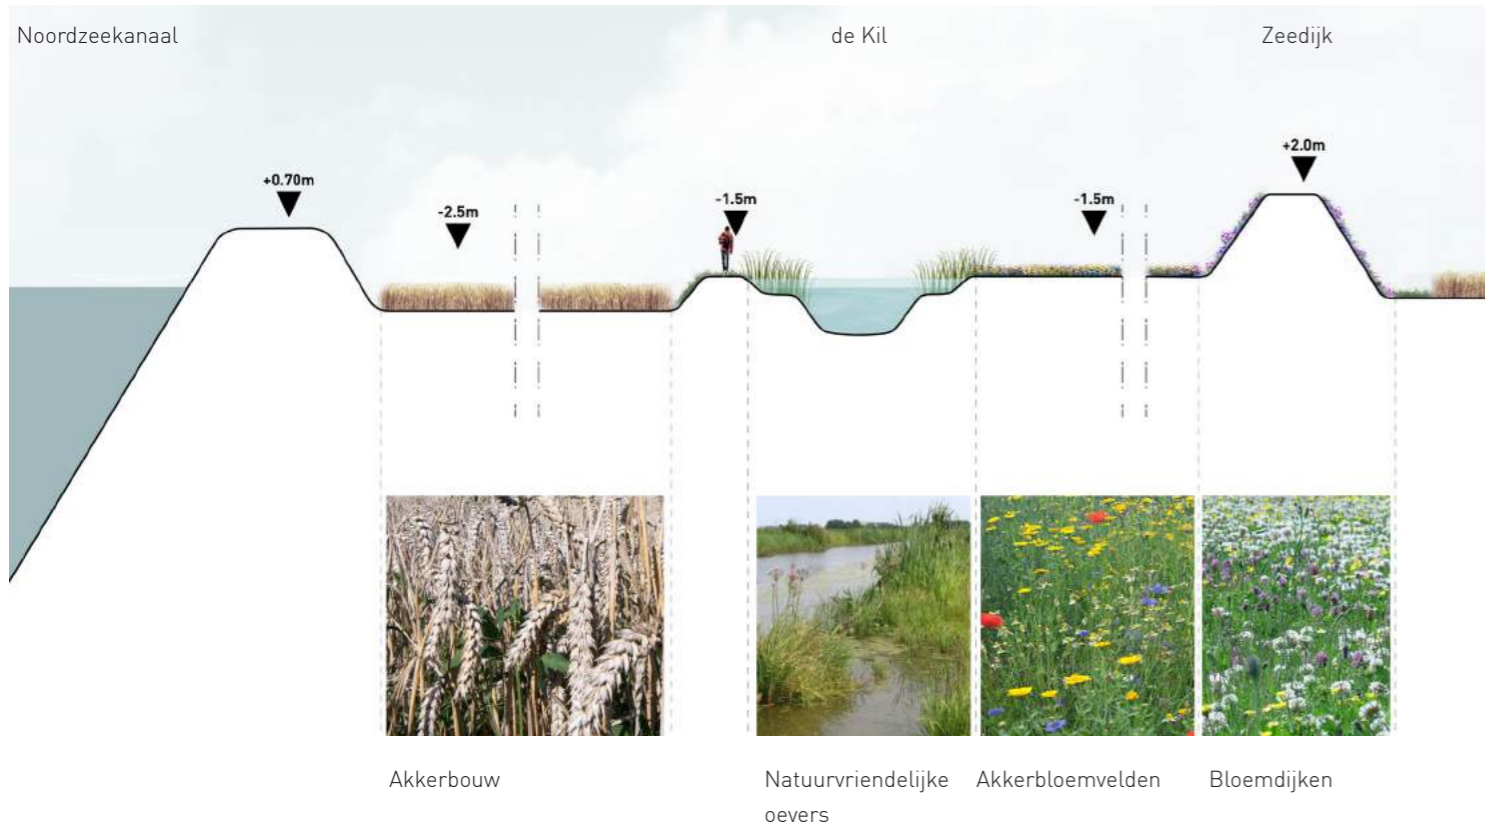 Noordzeekanaal
de Kil
Zeedijk
+0.70m
-2.5m
-1.5m
-1.5m
+2.0m
Akkerbouw
Natuurvriendelijke
oevers
Akkerbloemvelden
Bloemdijken